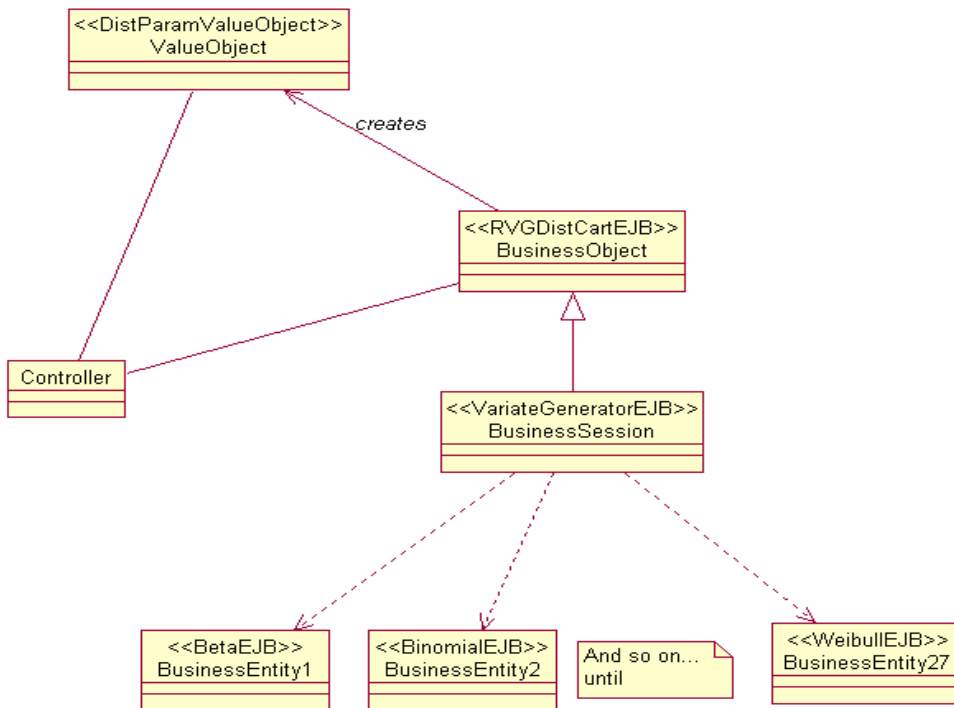 <<DistParamValueObject>>
ValueObject
creates
<<RVGDistCartEJB>>
BusinessObject
Controller
<<VariateGeneratorEJB>>
BusinessSession
<<BetaEJB>>
BusinessEntity1
<<BinomialEJB>>
BusinessEntity2
And so on...
until
<<WeibullEJB>>
BusinessEntity27